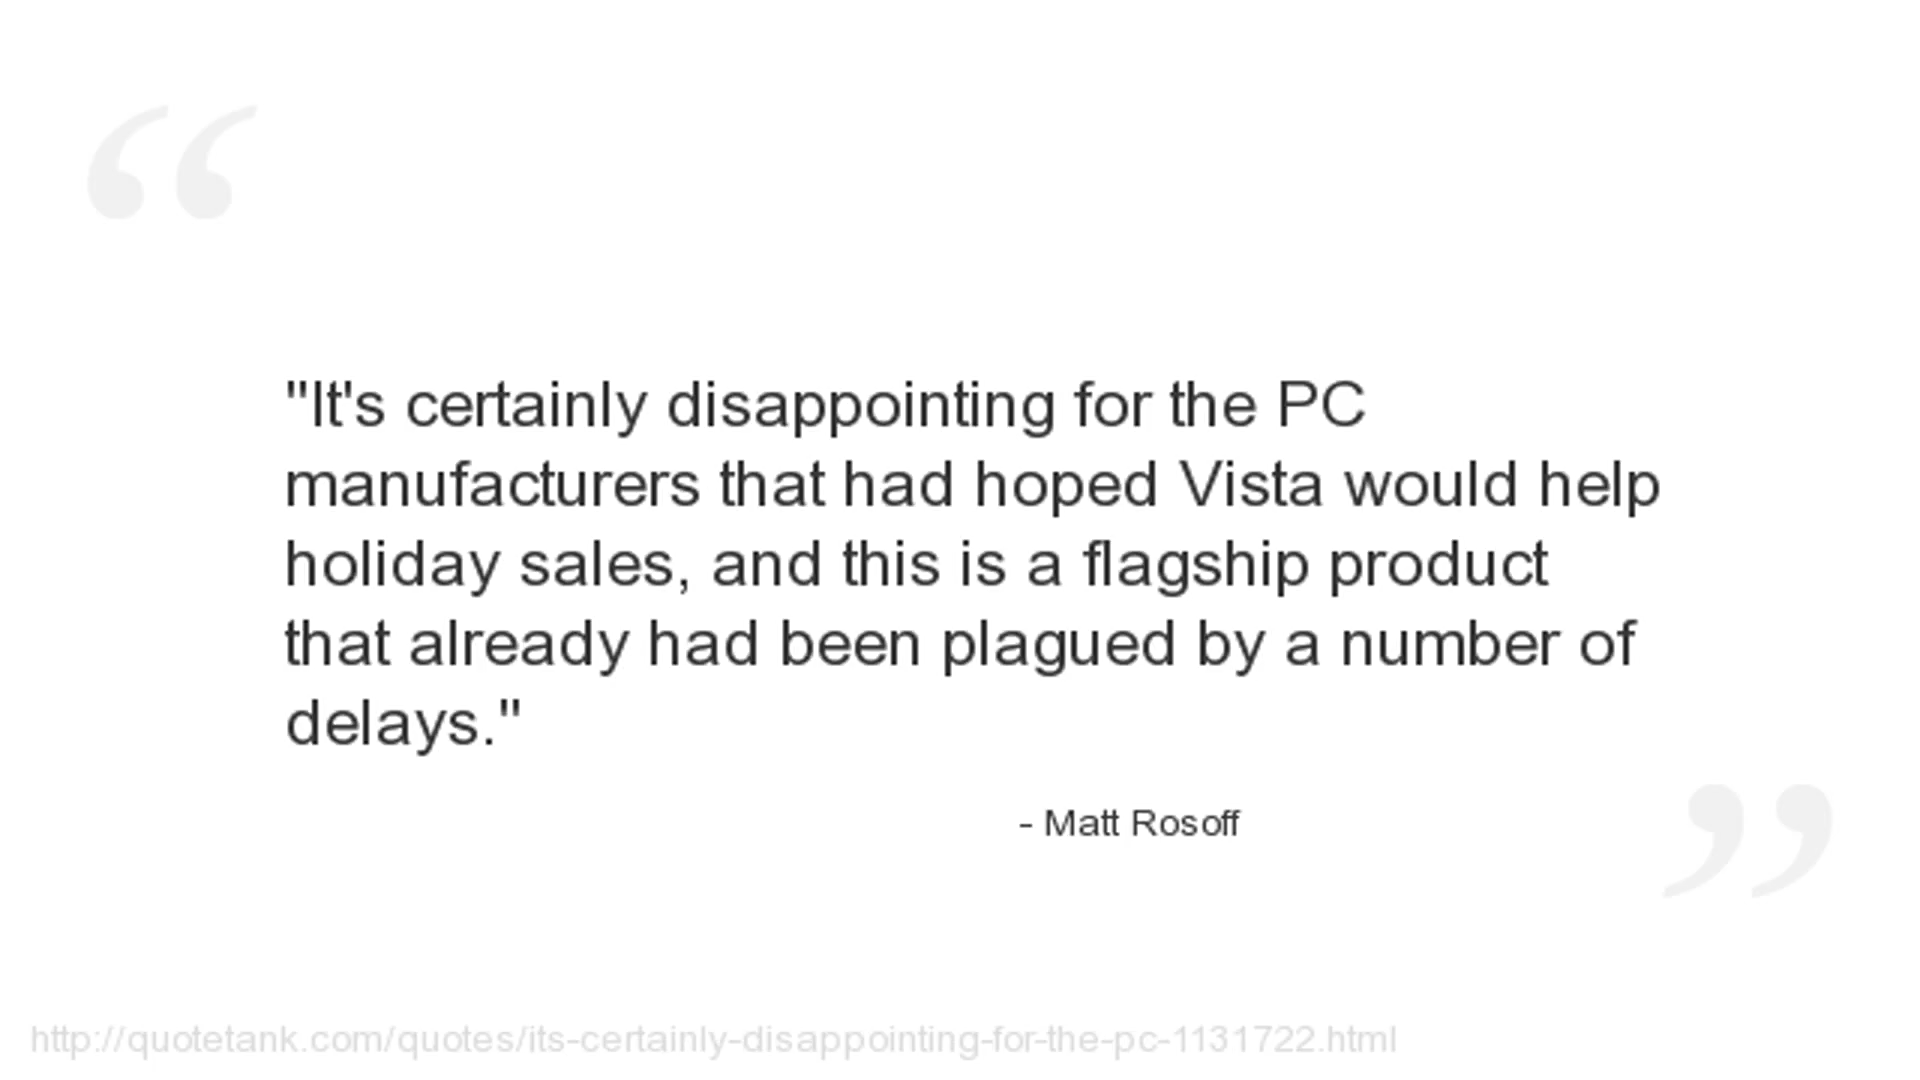 "It's certainly disappointing for the PC
manufacturers that had hoped Vista would help
holiday sales, and this is a flagship product
that already had been plagued by a number of
delays."
- Matt Rosoff
http://quotetank.com/quotes/its-certainly-disappointing-for-the-pc-1131722.html